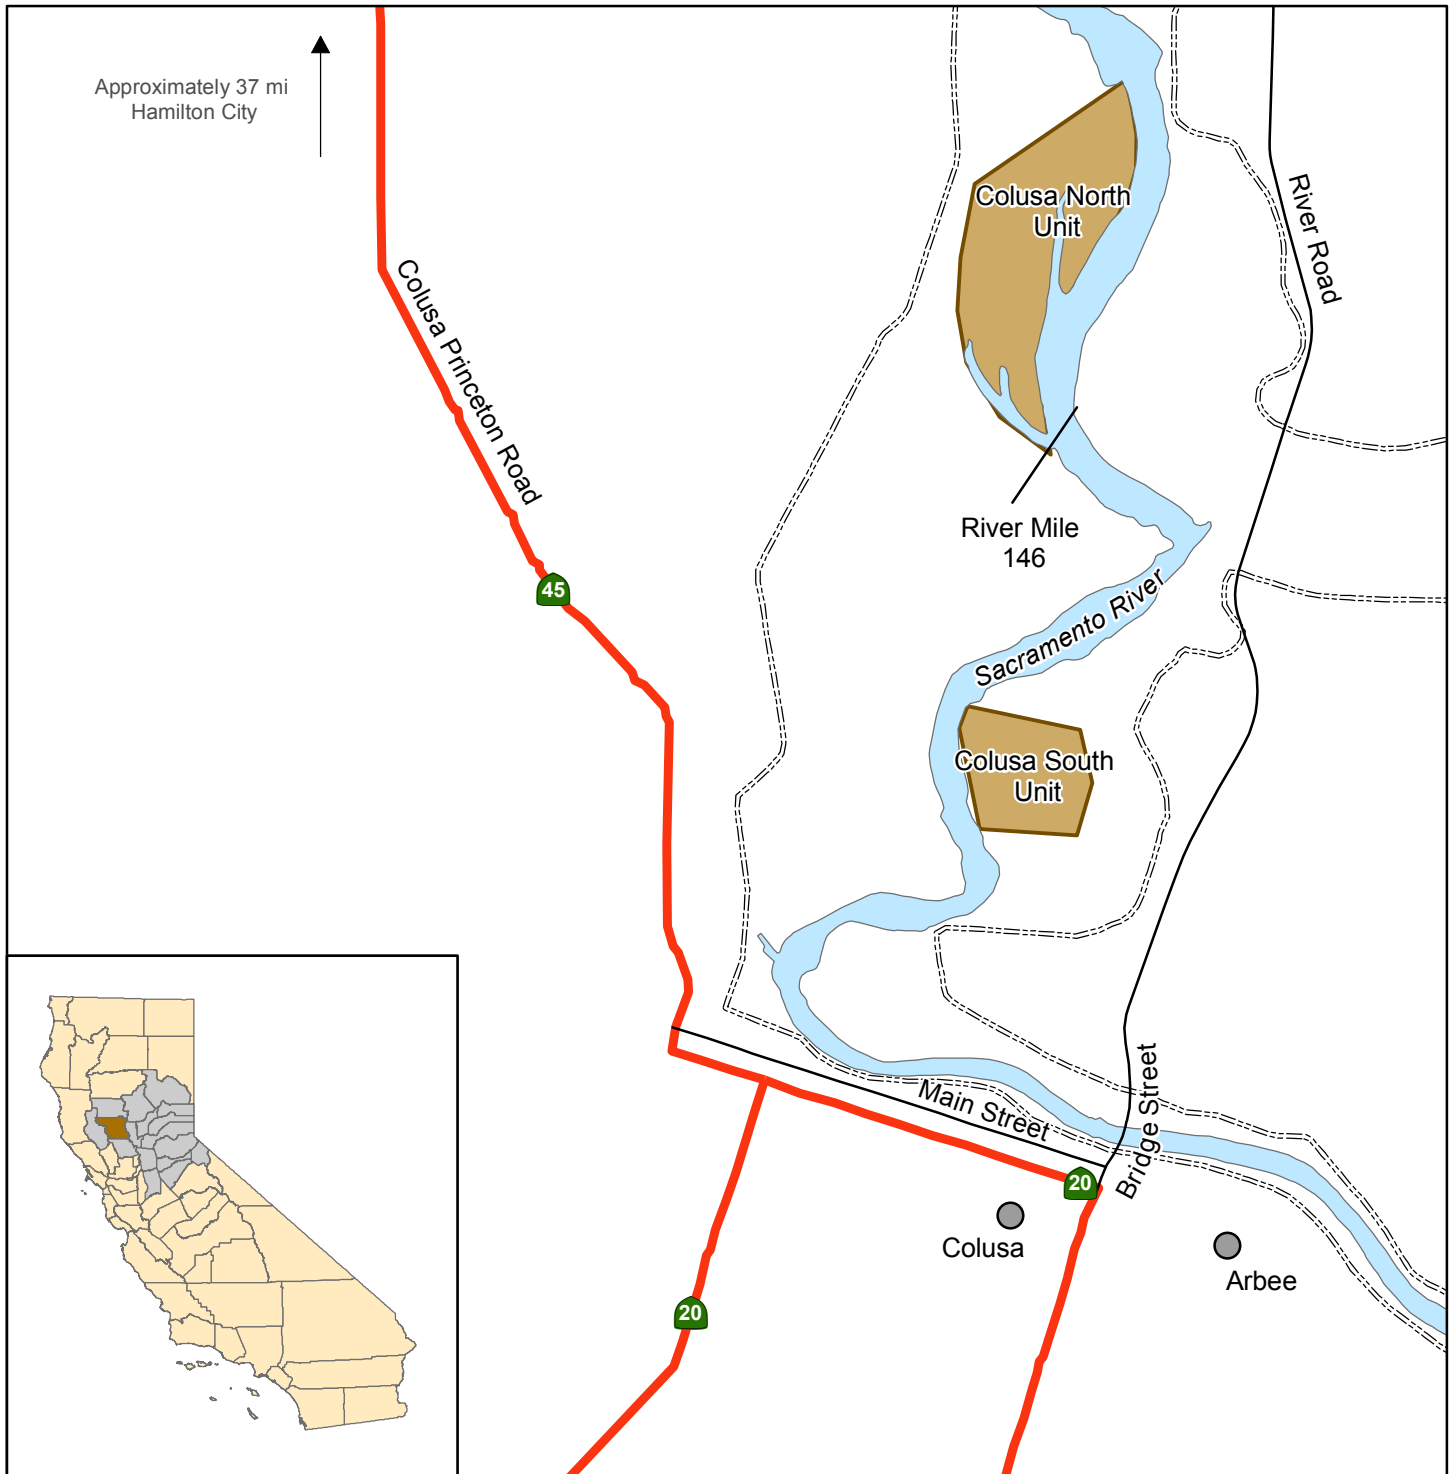 Approximately 37 mi
Hamilton City
Colusa North
Unit
River Road
Colusa Princeton Road
River Mile
146
45
Sacramento River
Colusa South
Unit
Main Street
Bridge Street
20
Colusa
Arbee
20